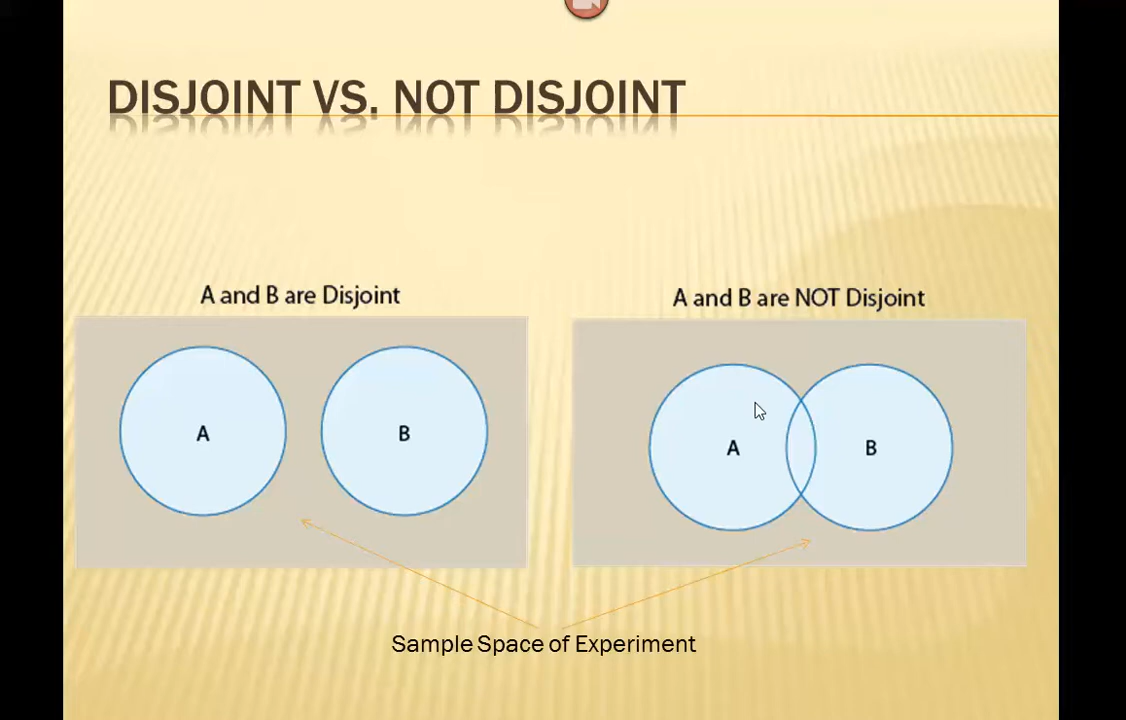 DISJOINT VS. NOT DISJOINT
A and B are Disjoint
A and B are NOT Disjoint
A
B
A
B
Sample Space of Experiment